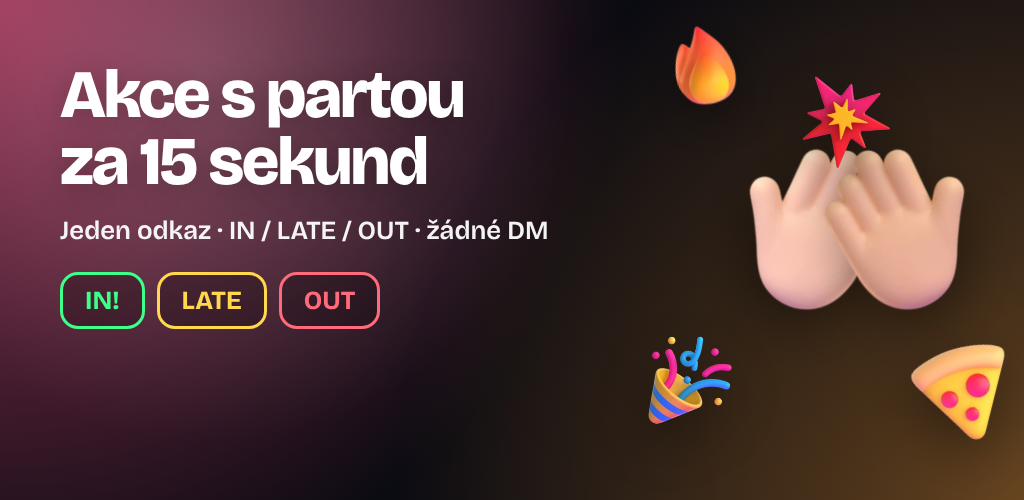 Akce s partou
za 15 sekund
Jeden odkaz · IN / LATE / OUT · žádné DM
IN! LATE OUT